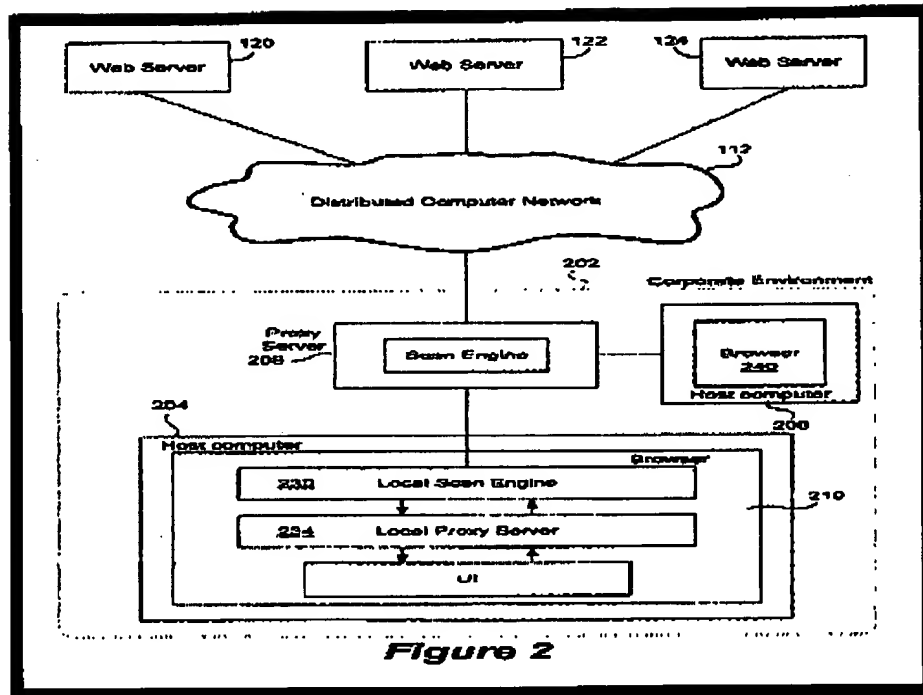 120
122
124
Web Server
Web Server
Web Server
112
Distributed Computer Network
202
Corporate Environment
Proxy
Server
208
Scan Engine
Browser
240
Host computer
204
Host computer
Browser
230 Local Scan Engine
210
234 Local Proxy Server
UI
Figure 2